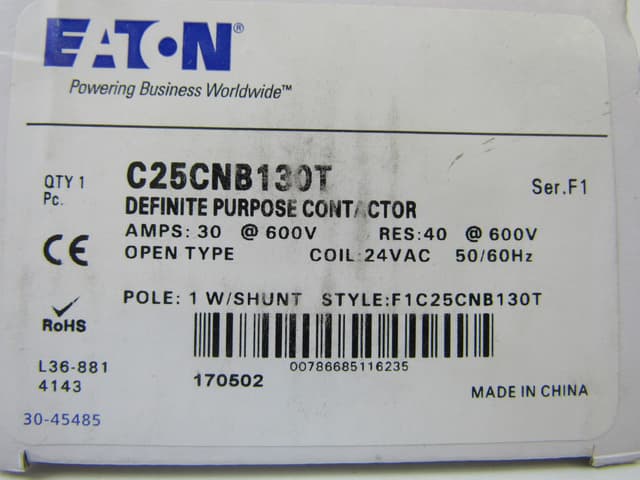 EATON
Powering Business Worldwide™
QTY 1 C25CNB130T Ser.F1
Pc.
DEFINITE PURPOSE CONTACTOR
AMPS: 30 @ 600V RES: 40 @ 600V
OPEN TYPE COIL: 24VAC 50/60Hz
CE
POLE: 1 W/SHUNT STYLE:F1C25CNB130T
RoHS
00786685116235
L36-881
170502
4143
MADE IN CHINA
30-45485